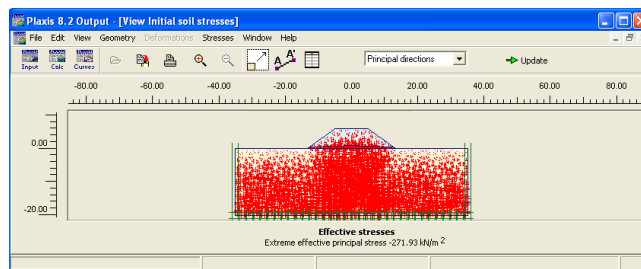 Plaxis 8.2 Output - [View Initial soil stresses]
File Edit View Geometry Deformations Stresses Window Help
Input Calc Curves Principal directions Update
-80.00 -60.00 -40.00 -20.00 0.00 20.00 40.00 60.00 80.00
0.00
-20.00
Effective stresses
Extreme effective principal stress -271.93 kN/m 2